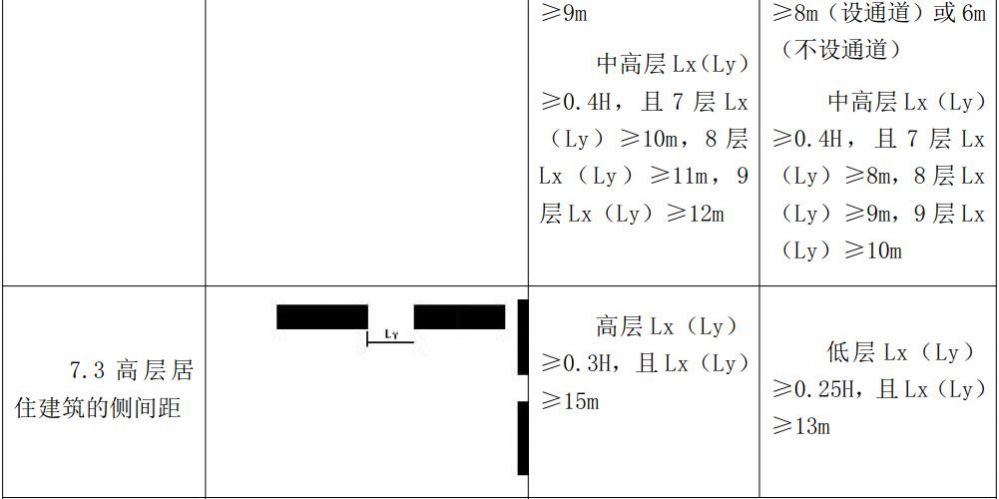 ≥9m
中高层 Lx(Ly)
≥0.4H，且 7 层 Lx
（Ly）≥10m，8 层
Lx（Ly）≥11m，9
层 Lx（Ly）≥12m
≥8m（设通道）或 6m
（不设通道）
中高层 Lx（Ly）
≥0.4H，且 7 层 Lx
（Ly）≥8m，8 层 Lx
（Ly）≥9m，9 层 Lx
（Ly）≥10m
7.3 高层居
住建筑的侧间距
Ly
高层 Lx（Ly）
≥0.3H，且 Lx（Ly）
≥15m
低层 Lx（Ly）
≥0.25H，且 Lx（Ly）
≥13m